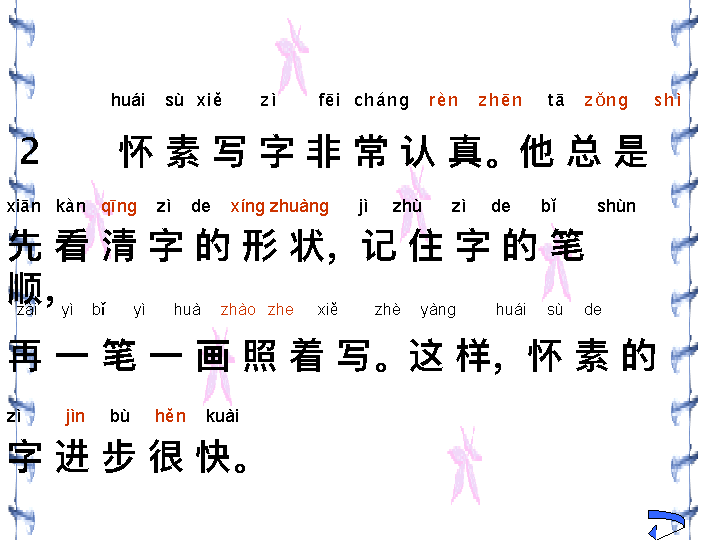 huái sù xiě zì fēi cháng rèn zhēn tā zǒng shì
2 怀素写字非常认真。他总是
xiān kàn qīng zì de xíng zhuàng jì zhù zì de bǐ shùn
先看清字的形状，记住字的笔
顺，
zài yì bǐ yì huà zhào zhe xiě zhè yàng huái sù de
再一笔一画照着写。这样，怀素的
zì jìn bù hěn kuài
字进步很快。